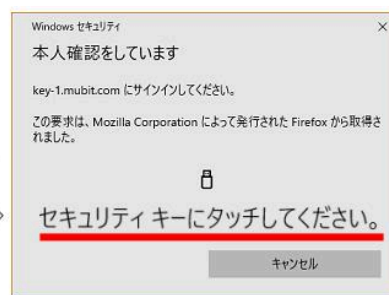 Windows セキュリティ
本人確認をしています
key-1.mubit.com にサインインしてください。
この要求は、Mozilla Corporation によって発行された Firefox から取得さ
れました。
セキュリティ キーにタッチしてください。
キャンセル